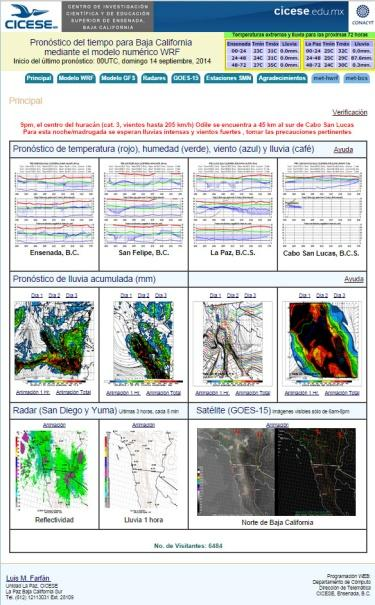 CICESE
CENTRO DE INVESTIGACIÓN
CIENTÍFICA Y DE EDUCACIÓN
SUPERIOR DE ENSENADA,
BAJA CALIFORNIA
cicese.edu.mx
CONACYT
Pronóstico del tiempo para Baja California
mediante el modelo numérico WRF
Inicio del último pronóstico: 00UTC, domingo 14 septiembre, 2014
Temperaturas extremas y lluvia para las próximas 72 horas
Ensenada Tmin Tmáx Lluvia
00-24 23C 31C 0.0mm.
24-48 24C 31C 0.0mm.
48-72 27C 35C 0.0mm.
La Paz Tmin Tmáx Lluvia
00-24 25C 32C 0.0mm.
24-48 25C 29C 87.6mm.
48-72 24C 30C 0.3mm.
Principal Modelo WRF Modelo GFS Radares GOES-15 Estaciones SMN Agradecimientos met-hwrf met-bcs
Principal
Verificación
9pm, el centro del huracán (cat. 3, vientos hasta 205 km/h) Odile se encuentra a 45 km al sur de Cabo San Lucas
Para esta noche/madrugada se esperan lluvias intensas y vientos fuertes , tomar las precauciones pertinentes
Pronóstico de temperatura (rojo), humedad (verde), viento (azul) y lluvia (café) Ayuda
Ensenada, B.C. San Felipe, B.C. La Paz, B.C.S. Cabo San Lucas, B.C.S.
Pronóstico de lluvia acumulada (mm) Ayuda
Día 1 Día 2 Día 3 Día 1 Día 2 Día 3 Día 1 Día 2 Día 3 Día 1 Día 2 Día 3
Animación 1 Hr. Animación Total Animación 1 Hr. Animación Total Animación 1 Hr. Animación Total Animación 1 Hr. Animación Total
Radar (San Diego y Yuma) Últimas 3 horas, cada 5 min
Satélite (GOES-15) Imágenes visibles sólo de 6am-6pm
Animación Animación Animación
Reflectividad Lluvia 1 hora Norte de Baja California
No. de Visitantes: 6484
Luis M. Farfán
Unidad La Paz, CICESE
La Paz Baja California Sur
Tel. (612) 12113031 Ext. 28109
Programación WEB:
Departamento de Cómputo
Dirección de Telemática
CICESE, Ensenada, B.C.